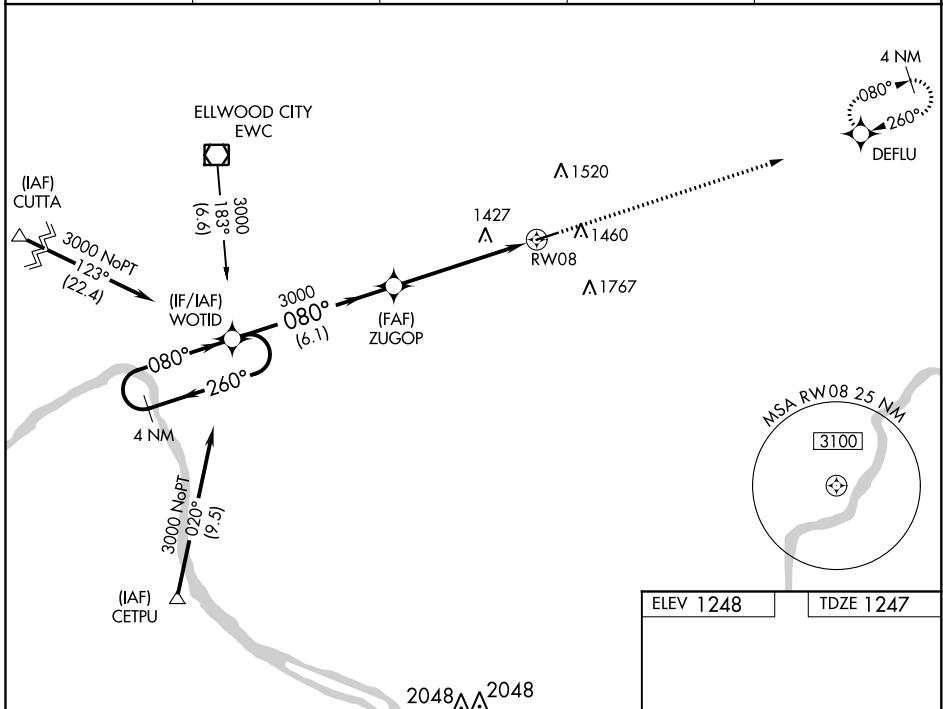 4 NM
080°
260°
DEFLU
ELLWOOD CITY
EWC
(IAF)
CUTTA
3000 NoPT
123°
(22.4)
3000
183°
(6.6)
1520
1427
1460
RW08
1767
(IF/IAF)
WOTID
3000
080°
(6.1)
(FAF)
ZUGOP
080°
260°
4 NM
MSA RW08 25 NM
3100
3000 NoPT
020°
(9.5)
(IAF)
CETPU
ELEV 1248
TDZE 1247
2048
2048